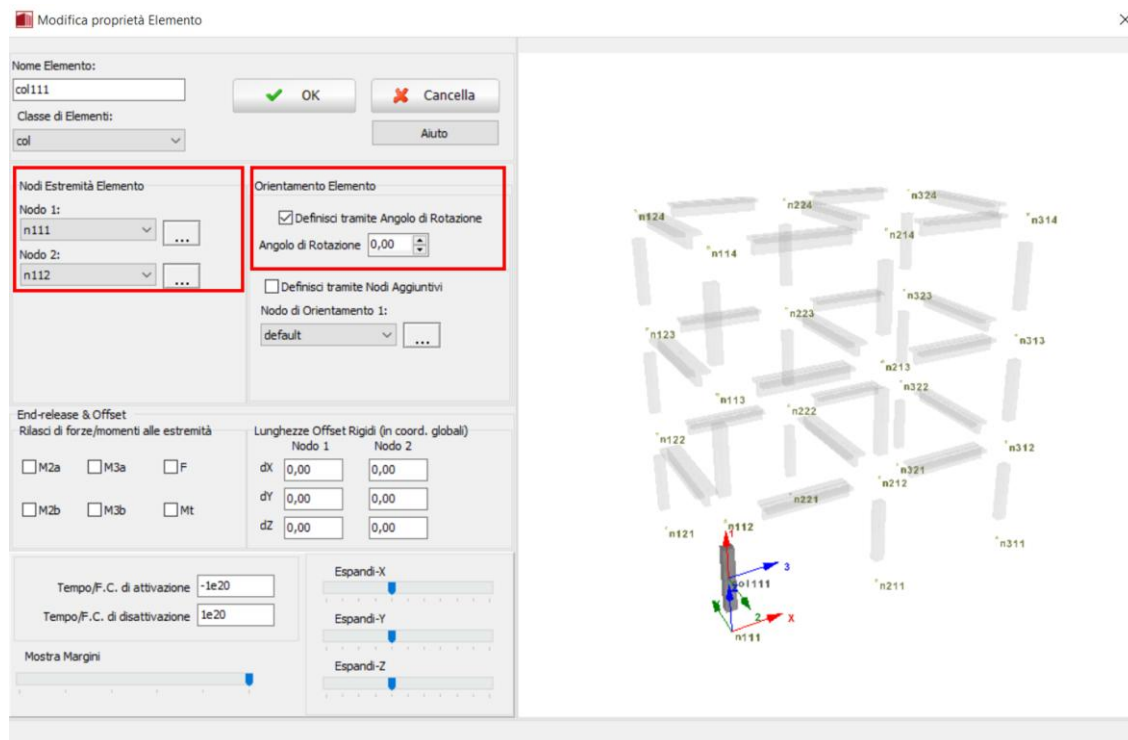 Modifica proprietà Elemento
Nome Elemento:
col111
OK
Cancella
Classe di Elementi:
col
Aiuto
Nodi Estremità Elemento
Nodo 1:
n111
...
Nodo 2:
n112
...
Orientamento Elemento
Definisci tramite Angolo di Rotazione
Angolo di Rotazione 0,00
Definisci tramite Nodi Aggiuntivi
Nodo di Orientamento 1:
default
...
End-release & Offset
Rilasci di forze/momenti alle estremità
M2a M3a F
M2b M3b Mt
Lunghezze Offset Rigidi (in coord. globali)
Nodo 1 Nodo 2
dX 0,00 0,00
dY 0,00 0,00
dZ 0,00 0,00
Tempo/F.C. di attivazione -1e20
Tempo/F.C. di disattivazione 1e20
Mostra Margini
Espandi-X
Espandi-Y
Espandi-Z
n324
n224
n124
n314
n214
n114
n323
n223
n123
n313
n213
n322
n113
n222
n122
n312
n321
n212
n221
n112
n121
1
n311
3
ol111
n211
2
X
n111